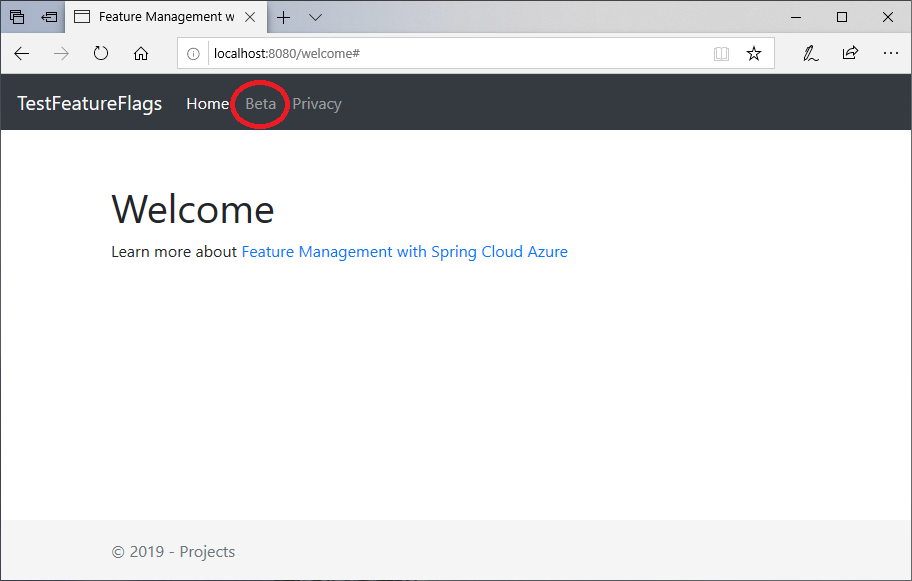 Feature Management w
localhost:8080/welcome#
TestFeatureFlags Home Beta Privacy
Welcome
Learn more about Feature Management with Spring Cloud Azure
© 2019 - Projects